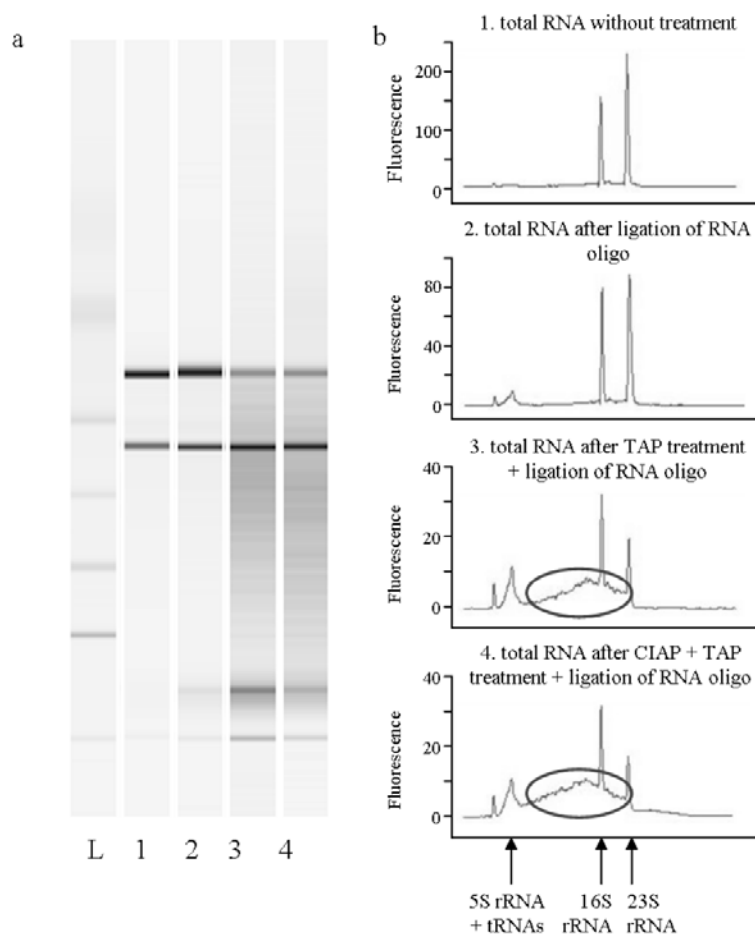 a
L 1 2 3 4
b
1. total RNA without treatment
Fluorescence
200
100
0
2. total RNA after ligation of RNA
oligo
Fluorescence
80
40
0
3. total RNA after TAP treatment
+ ligation of RNA oligo
Fluorescence
40
20
0
4. total RNA after CIAP + TAP
treatment + ligation of RNA oligo
Fluorescence
40
20
0
5S rRNA
+ tRNAs
16S
rRNA
23S
rRNA